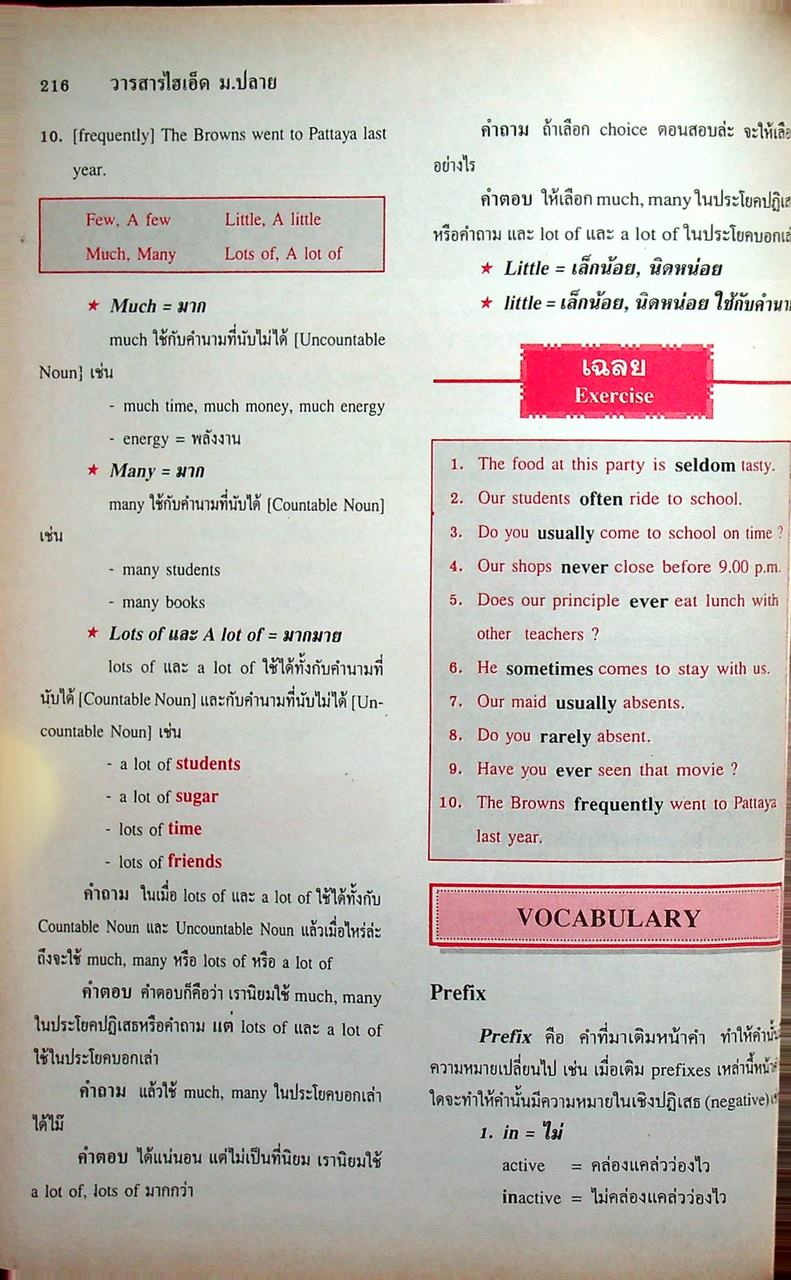 216 วารสารไฮเอ็ด ม.ปลาย
10. [frequently] The Browns went to Pattaya last
year.
Few, A few Little, A little
Much, Many Lots of, A lot of
★ Much = มาก
much ใช้กับคำนามที่นับไม่ได้ [Uncountable
Noun] เช่น
- much time, much money, much energy
- energy = พลังงาน
★ Many = มาก
many ใช้กับคำนามที่นับได้ [Countable Noun]
เช่น
- many students
- many books
★ Lots of และ A lot of = มากมาย
lots of และ a lot of ใช้ได้ทั้งกับคำนามที่
นับได้ [Countable Noun] และกับคำนามที่นับไม่ได้ [Un-
countable Noun] เช่น
- a lot of students
- a lot of sugar
- lots of time
- lots of friends
คำถาม ในเมื่อ lots of และ a lot of ใช้ได้ทั้งกับ
Countable Noun และ Uncountable Noun แล้วเมื่อไหร่ล่ะ
ถึงจะใช้ much, many หรือ lots of หรือ a lot of
คำตอบ คำตอบก็คือว่า เรานิยมใช้ much, many
ในประโยคปฏิเสธหรือคำถาม แต่ lots of และ a lot of
ใช้ในประโยคบอกเล่า
คำถาม แล้วใช้ much, many ในประโยคบอกเล่า
ได้ไม๊
คำตอบ ได้แน่นอน แต่ไม่เป็นที่นิยม เรานิยมใช้
a lot of, lots of มากกว่า
คำถาม ถ้าเลือก choice ตอนสอบล่ะ จะให้
อย่างไร
คำตอบ ให้เลือก much, many ในประโยค
หรือคำถาม และ lot of และ a lot of ในประโยค
★ Little = เล็กน้อย, นิดหน่อย
★ little = เล็กน้อย, นิดหน่อย ใช้กับ
เฉลย
Exercise
1. The food at this party is seldom tasty.
2. Our students often ride to school.
3. Do you usually come to school on time ?
4. Our shops never close before 9.00 p.m.
5. Does our principle ever eat lunch with
other teachers ?
6. He sometimes comes to stay with us.
7. Our maid usually absents.
8. Do you rarely absent.
9. Have you ever seen that movie ?
10. The Browns frequently went to Pattaya
last year.
VOCABULARY
Prefix
Prefix คือ คำที่มาเติมหน้าคำ ทำให้คำ
ความหมายเปลี่ยนไป เช่น เมื่อเติม prefixes เหล่านี้
ใดจะทำให้คำนั้นมีความหมายในเชิงปฏิเสธ (negative)
1. in = ไม่
active = คล่องแคล่วว่องไว
inactive = ไม่คล่องแคล่วว่องไว